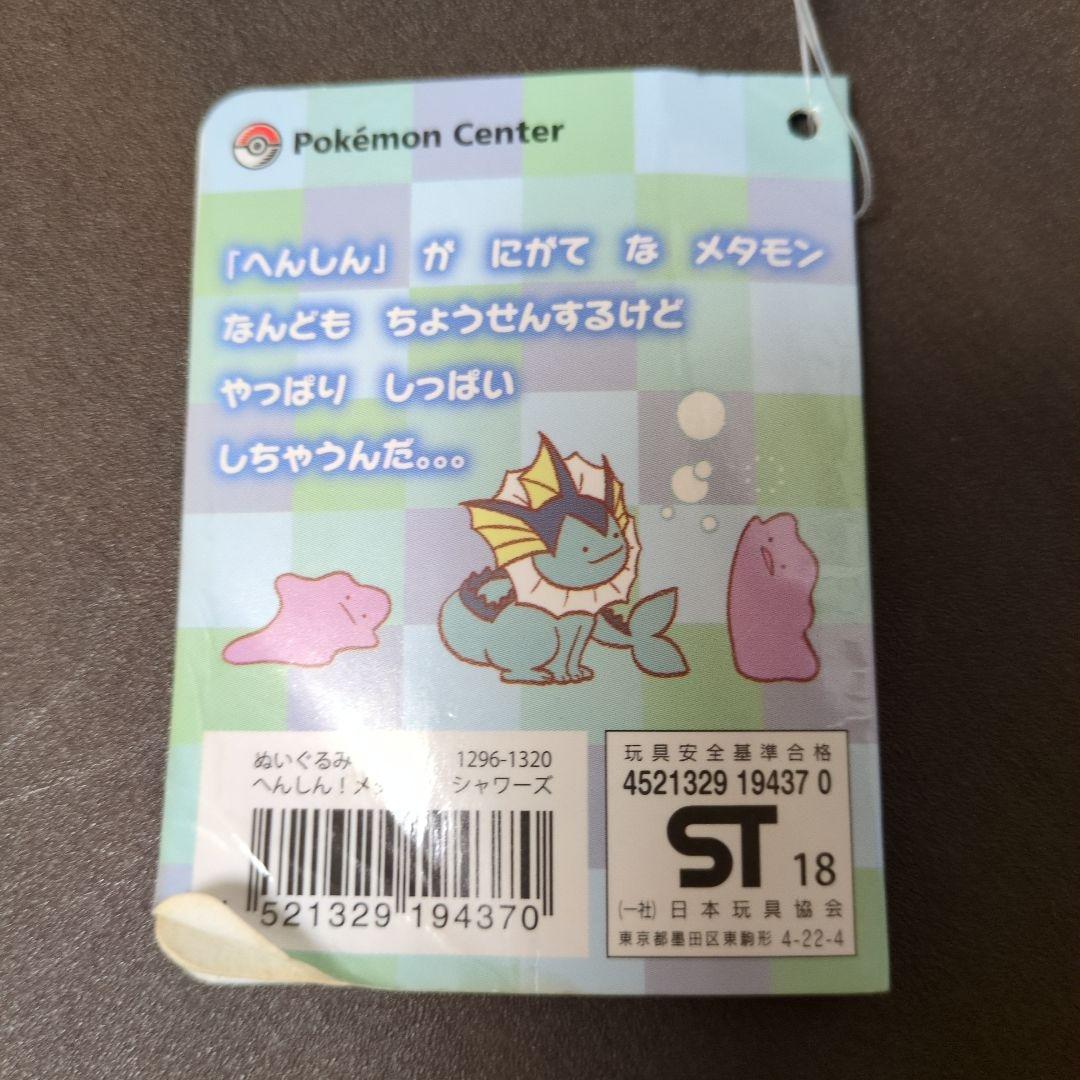 Pokémon Center
「へんしん」 が にがて な メタモン
なんども ちょうせんするけど
やっぱり しっぱい
しちゃうんだ。。。
ぬいぐるみ 1296-1320
へんしん！メタ シャワーズ
521329 194370
玩具安全基準合格
4521329 19437 0
ST 18
(一社) 日本玩具協会
東京都墨田区東駒形 4-22-4